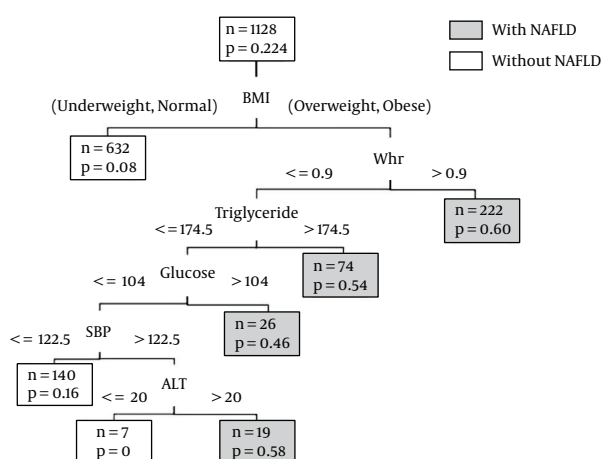 n = 1128
p = 0.224
With NAFLD
Without NAFLD
BMI
(Underweight, Normal)
(Overweight, Obese)
n = 632
p = 0.08
Whr
<= 0.9
> 0.9
n = 222
p = 0.60
Triglyceride
<=174.5
>174.5
n = 74
p = 0.54
Glucose
<= 104
>104
n = 26
p = 0.46
SBP
<= 122.5
>122.5
n = 140
p = 0.16
ALT
<= 20
>20
n = 7
p = 0
n = 19
p = 0.58